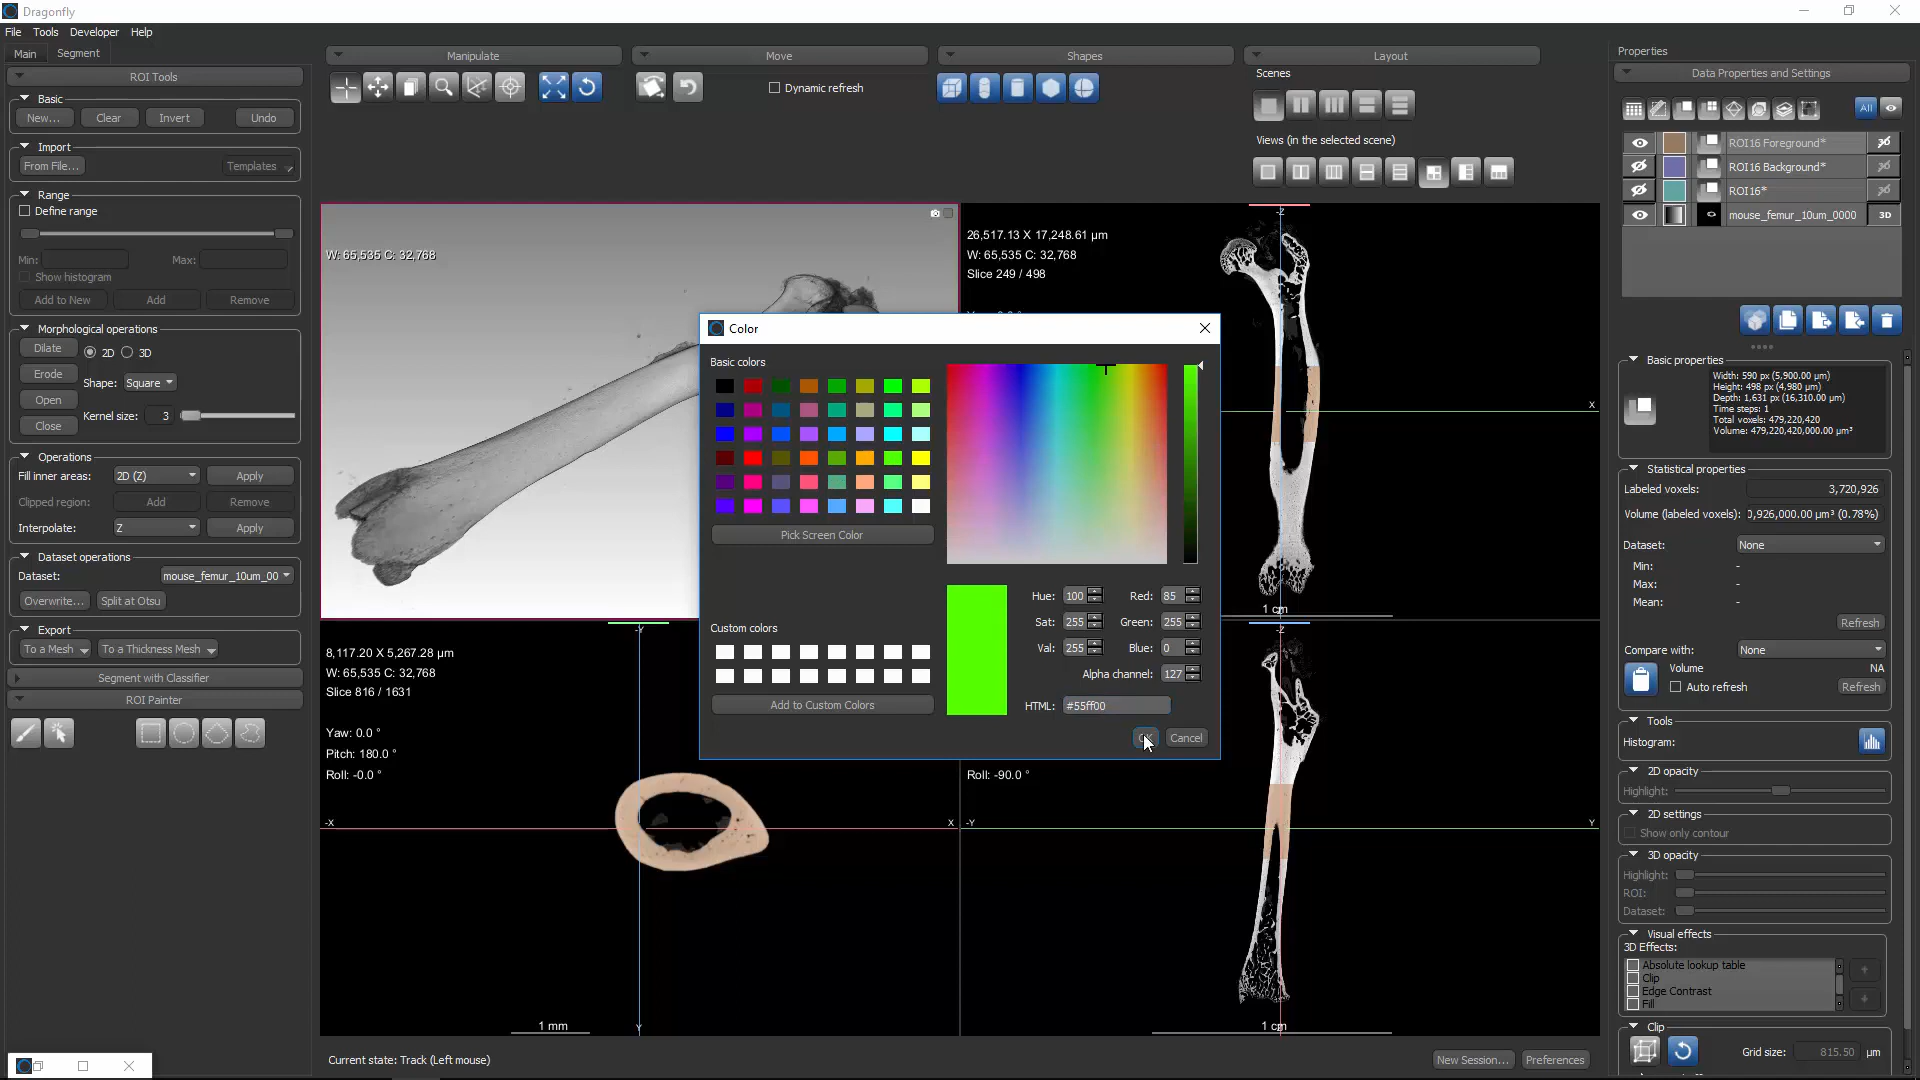 Dragonfly
File Tools Developer Help
Main Segment
ROI Tools
Basic
New... Clear Invert Undo
Import
From File... Templates
Range
Define range
Min: Max:
Show histogram
Add to New Add Remove
Morphological operations
Dilate 2D 3D
Erode Shape: Square
Open
Kernel size: 3
Close
Operations
Fill inner areas: 2D (Z) Apply
Clipped region: Add Remove
Interpolate: Z Apply
Dataset operations
Dataset: mouse_femur_10um_00
Overwrite... Split at Otsu
Export
To a Mesh To a Thickness Mesh
Segment with Classifier
ROI Painter
Manipulate Move Shapes Layout
Dynamic refresh
Scenes
Views (in the selected scene)
W: 65,535 C: 32,768
26,517.13 X 17,248.61 µm
W: 65,535 C: 32,768
Slice 249 / 498
-Z
X
1 cm
8,117.20 X 5,267.28 µm
W: 65,535 C: 32,768
Slice 816 / 1631
Yaw: 0.0 °
Pitch: 180.0 °
Roll: -0.0 °
-Y
-X
X
Y
1 mm
Roll: -90.0 °
-Z
-Y
Y
1 cm
Color
Basic colors
Pick Screen Color
Custom colors
Add to Custom Colors
Hue: 100 Red: 85
Sat: 255 Green: 255
Val: 255 Blue: 0
Alpha channel: 127
HTML: #55ff00
Cancel
Current state: Track (Left mouse)
New Session... Preferences
Properties
Data Properties and Settings
All
ROI16 Foreground*
ROI16 Background*
ROI16*
mouse_femur_10um_0000 3D
Basic properties
Width: 590 px (5,900.00 µm)
Height: 498 px (4,980 µm)
Depth: 1,631 px (16,310.00 µm)
Time steps: 1
Total voxels: 479,220,420
Volume: 479,220,420,000.00 µm³
Statistical properties
Labeled voxels: 3,720,926
Volume (labeled voxels): 0,926,000.00 µm³ (0.78%)
Dataset: None
Min: -
Max: -
Mean: -
Refresh
Compare with: None
Volume NA
Auto refresh Refresh
Tools
Histogram:
2D opacity
Highlight:
2D settings
Show only contour
3D opacity
Highlight:
ROI:
Dataset:
Visual effects
3D Effects:
Absolute lookup table
Clip
Edge Contrast
Fill
Clip
Grid size: 815.50 µm